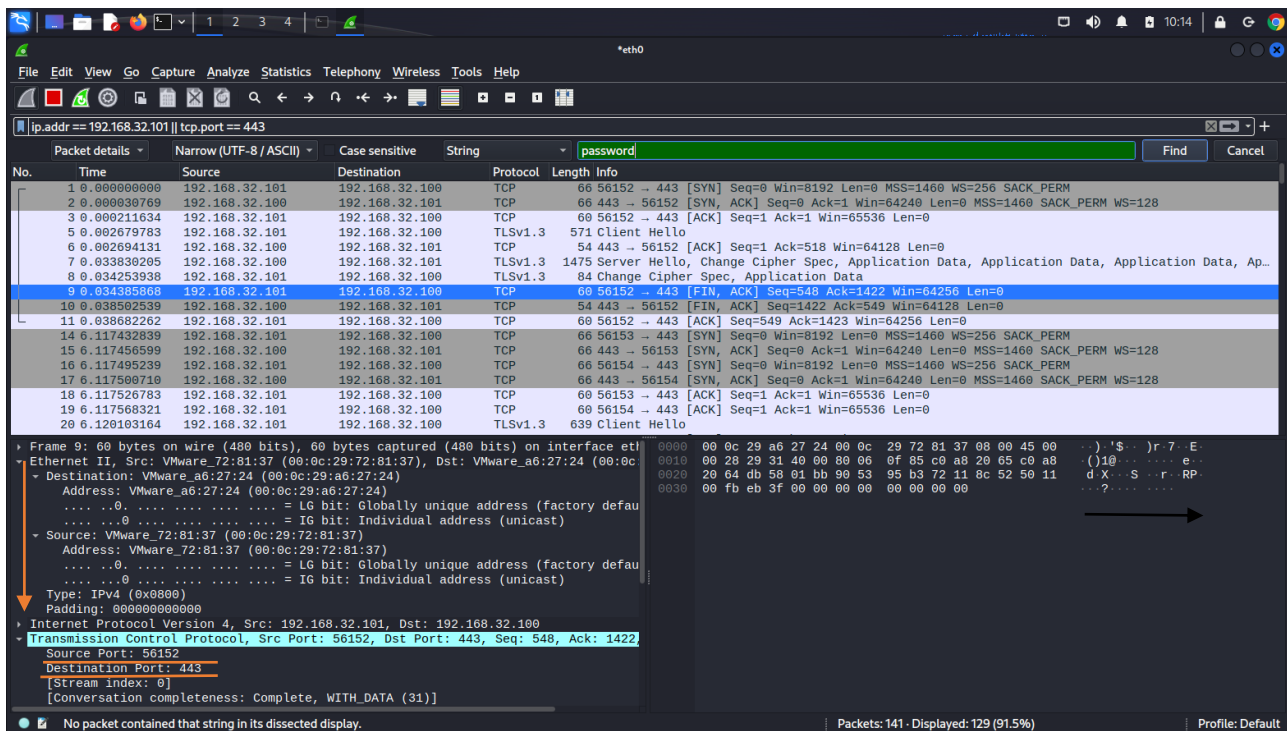 1 2 3 4 10:14
*eth0
File Edit View Go Capture Analyze Statistics Telephony Wireless Tools Help
ip.addr == 192.168.32.101 || tcp.port == 443
Packet details Narrow (UTF-8 / ASCII) Case sensitive String password Find Cancel
No. Time Source Destination Protocol Length Info
1 0.000000000 192.168.32.101 192.168.32.100 TCP 66 56152 → 443 [SYN] Seq=0 Win=8192 Len=0 MSS=1460 WS=256 SACK_PERM
2 0.000030769 192.168.32.100 192.168.32.101 TCP 66 443 → 56152 [SYN, ACK] Seq=0 Ack=1 Win=64240 Len=0 MSS=1460 SACK_PERM WS=128
3 0.000211634 192.168.32.101 192.168.32.100 TCP 60 56152 → 443 [ACK] Seq=1 Ack=1 Win=65536 Len=0
5 0.002679783 192.168.32.101 192.168.32.100 TLSv1.3 571 Client Hello
6 0.002694131 192.168.32.100 192.168.32.101 TCP 54 443 → 56152 [ACK] Seq=1 Ack=518 Win=64128 Len=0
7 0.033830205 192.168.32.100 192.168.32.101 TLSv1.3 1475 Server Hello, Change Cipher Spec, Application Data, Application Data, Application Data, Ap…
8 0.034253938 192.168.32.101 192.168.32.100 TLSv1.3 84 Change Cipher Spec, Application Data
9 0.034385868 192.168.32.101 192.168.32.100 TCP 60 56152 → 443 [FIN, ACK] Seq=548 Ack=1422 Win=64256 Len=0
10 0.038502539 192.168.32.100 192.168.32.101 TCP 54 443 → 56152 [FIN, ACK] Seq=1422 Ack=549 Win=64128 Len=0
11 0.038682262 192.168.32.101 192.168.32.100 TCP 60 56152 → 443 [ACK] Seq=549 Ack=1423 Win=64256 Len=0
14 6.117432839 192.168.32.101 192.168.32.100 TCP 66 56153 → 443 [SYN] Seq=0 Win=8192 Len=0 MSS=1460 WS=256 SACK_PERM
15 6.117456599 192.168.32.100 192.168.32.101 TCP 66 443 → 56153 [SYN, ACK] Seq=0 Ack=1 Win=64240 Len=0 MSS=1460 SACK_PERM WS=128
16 6.117495239 192.168.32.101 192.168.32.100 TCP 66 56154 → 443 [SYN] Seq=0 Win=8192 Len=0 MSS=1460 WS=256 SACK_PERM
17 6.117500710 192.168.32.100 192.168.32.101 TCP 66 443 → 56154 [SYN, ACK] Seq=0 Ack=1 Win=64240 Len=0 MSS=1460 SACK_PERM WS=128
18 6.117526783 192.168.32.101 192.168.32.100 TCP 60 56153 → 443 [ACK] Seq=1 Ack=1 Win=65536 Len=0
19 6.117568321 192.168.32.101 192.168.32.100 TCP 60 56154 → 443 [ACK] Seq=1 Ack=1 Win=65536 Len=0
20 6.120103164 192.168.32.101 192.168.32.100 TLSv1.3 639 Client Hello
Frame 9: 60 bytes on wire (480 bits), 60 bytes captured (480 bits) on interface eth
Ethernet II, Src: VMware_72:81:37 (00:0c:29:72:81:37), Dst: VMware_a6:27:24 (00:0c:
Destination: VMware_a6:27:24 (00:0c:29:a6:27:24)
Address: VMware_a6:27:24 (00:0c:29:a6:27:24)
.... ..0. .... .... .... .... = LG bit: Globally unique address (factory defau
.... ...0 .... .... .... .... = IG bit: Individual address (unicast)
Source: VMware_72:81:37 (00:0c:29:72:81:37)
Address: VMware_72:81:37 (00:0c:29:72:81:37)
.... ..0. .... .... .... .... = LG bit: Globally unique address (factory defau
.... ...0 .... .... .... .... = IG bit: Individual address (unicast)
Type: IPv4 (0x0800)
Padding: 000000000000
Internet Protocol Version 4, Src: 192.168.32.101, Dst: 192.168.32.100
Transmission Control Protocol, Src Port: 56152, Dst Port: 443, Seq: 548, Ack: 1422,
Source Port: 56152
Destination Port: 443
[Stream index: 0]
[Conversation completeness: Complete, WITH_DATA (31)]
0000 00 0c 29 a6 27 24 00 0c 29 72 81 37 08 00 45 00 ··)·'$·· )r·7··E·
0010 00 28 29 31 40 00 80 06 0f 85 c0 a8 20 65 c0 a8 ·()1@··· ···· e··
0020 20 64 db 58 01 bb 90 53 95 b3 72 11 8c 52 50 11 d·X···S ··r··RP·
0030 00 fb eb 3f 00 00 00 00 00 00 00 00 ···?···· ····
No packet contained that string in its dissected display. Packets: 141 · Displayed: 129 (91.5%) Profile: Default